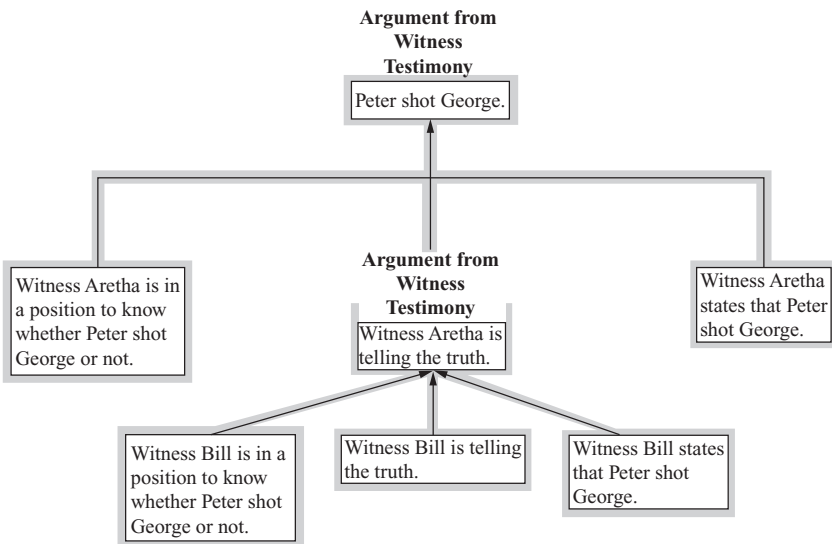 Argument from
Witness
Testimony
Peter shot George.
Witness Aretha is in
a position to know
whether Peter shot
George or not.
Argument from
Witness
Testimony
Witness Aretha is
telling the truth.
Witness Aretha
states that Peter
shot George.
Witness Bill is in a
position to know
whether Peter shot
George or not.
Witness Bill is telling
the truth.
Witness Bill states
that Peter shot
George.